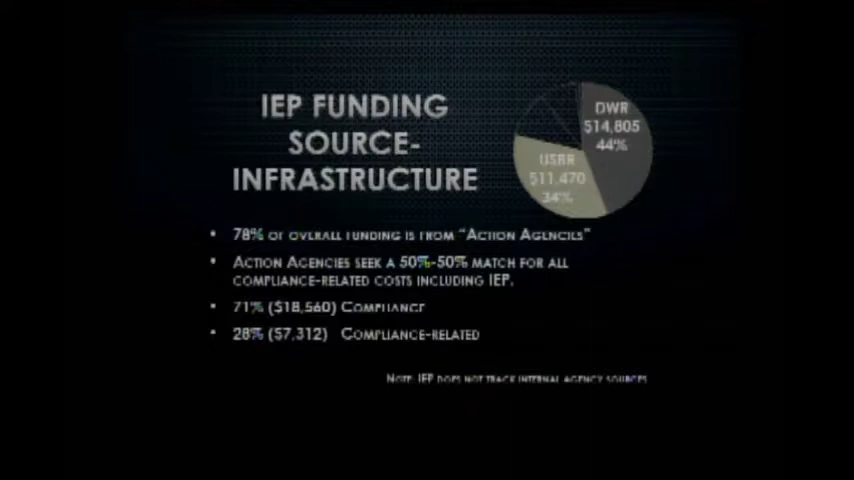 IEP FUNDING
SOURCE-
INFRASTRUCTURE
DWR
$14,805
44%
USBR
$11,470
34%
• 78% OF OVERALL FUNDING IS FROM “ACTION AGENCIES”
• ACTION AGENCIES SEEK A 50%-50% MATCH FOR ALL
COMPLIANCE-RELATED COSTS INCLUDING IEP.
• 71% ($18,560) COMPLIANCE
• 28% ($7,312) COMPLIANCE-RELATED
NOTE: IEP DOES NOT TRACK INTERNAL AGENCY SOURCES